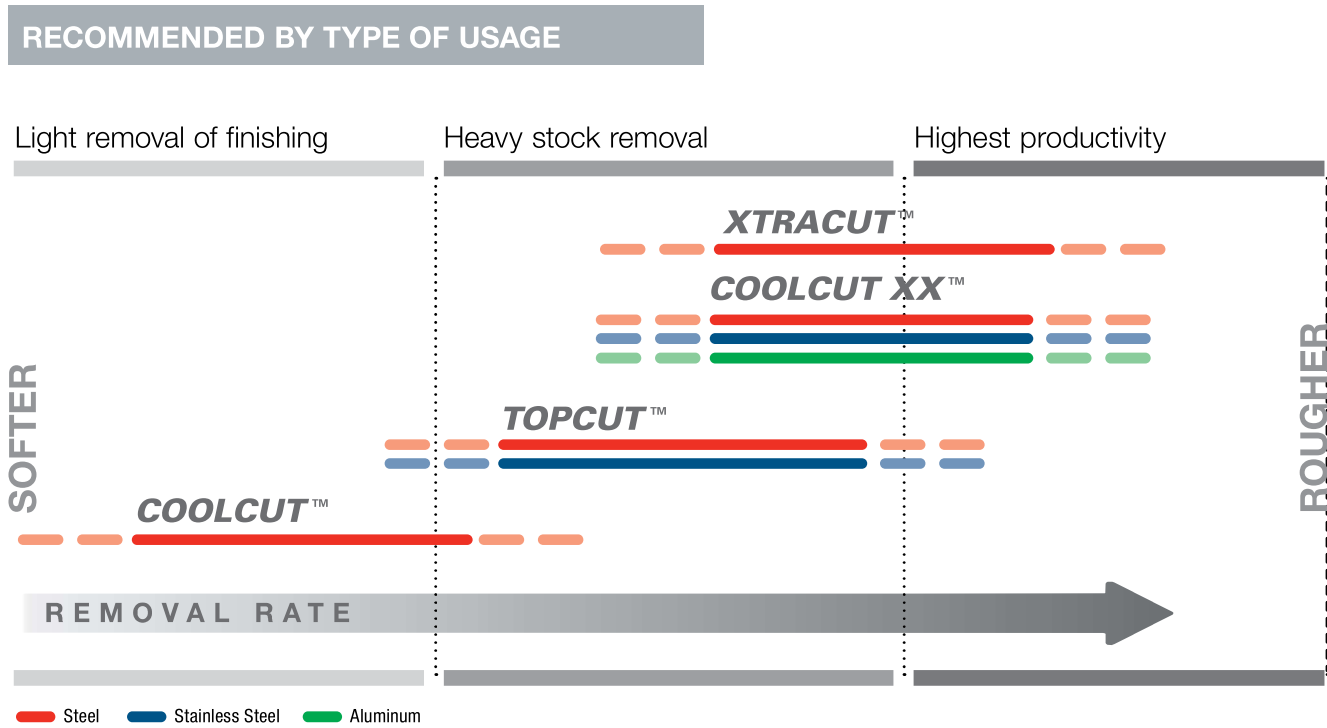 RECOMMENDED BY TYPE OF USAGE
Light removal of finishing
Heavy stock removal
Highest productivity
XTRACUT™
COOLCUT XX™
TOPCUT™
COOLCUT™
SOFTER
ROUGHER
REMOVAL RATE
Steel
Stainless Steel
Aluminum